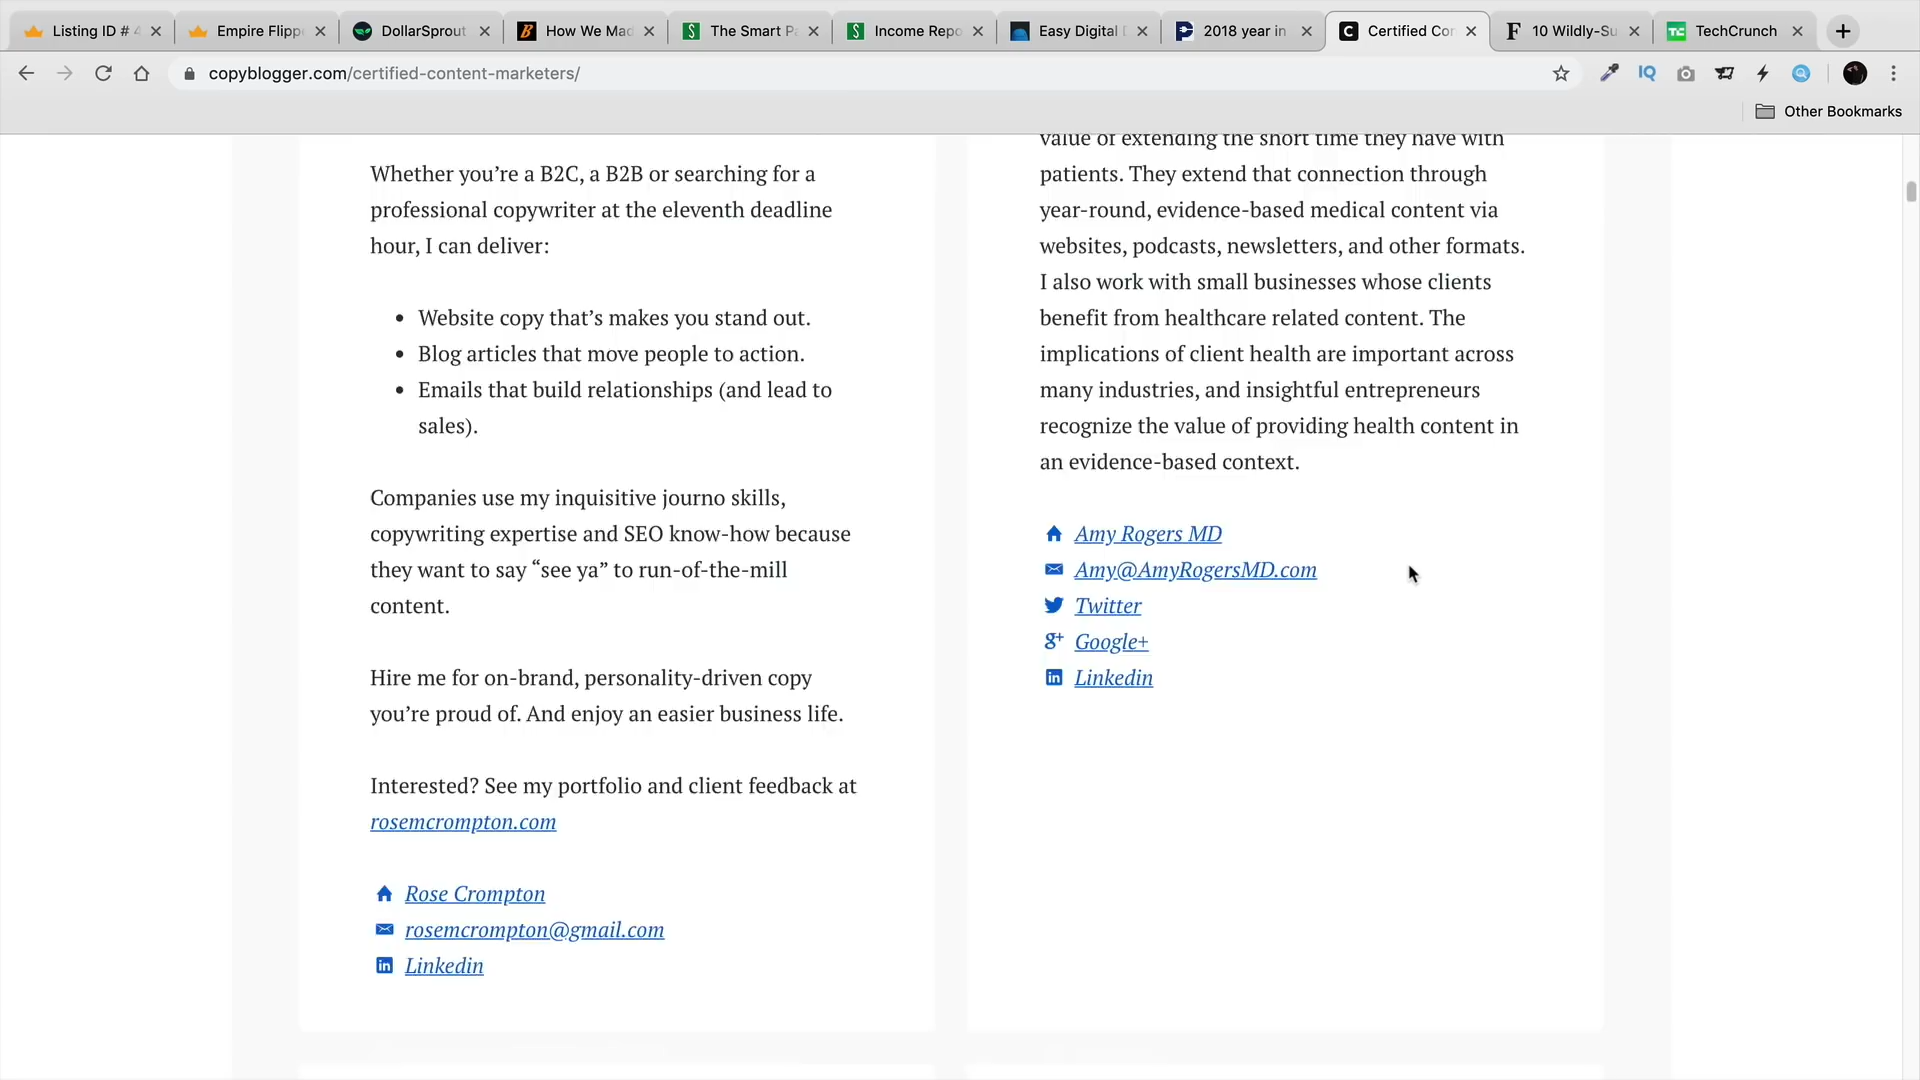 Listing ID # 4
Empire Flipp
DollarSprout
How We Mad
The Smart P
Income Repo
Easy Digital D
2018 year in
Certified Con
10 Wildly-Su
TechCrunch
copyblogger.com/certified-content-marketers/
IQ
Other Bookmarks
Whether you’re a B2C, a B2B or searching for a
professional copywriter at the eleventh deadline
hour, I can deliver:
• Website copy that’s makes you stand out.
• Blog articles that move people to action.
• Emails that build relationships (and lead to
sales).
Companies use my inquisitive journo skills,
copywriting expertise and SEO know-how because
they want to say “see ya” to run-of-the-mill
content.
Hire me for on-brand, personality-driven copy
you’re proud of. And enjoy an easier business life.
Interested? See my portfolio and client feedback at
rosemcrompton.com
Rose Crompton
rosemcrompton@gmail.com
Linkedin
value of extending the short time they have with
patients. They extend that connection through
year-round, evidence-based medical content via
websites, podcasts, newsletters, and other formats.
I also work with small businesses whose clients
benefit from healthcare related content. The
implications of client health are important across
many industries, and insightful entrepreneurs
recognize the value of providing health content in
an evidence-based context.
Amy Rogers MD
Amy@AmyRogersMD.com
Twitter
Google+
Linkedin